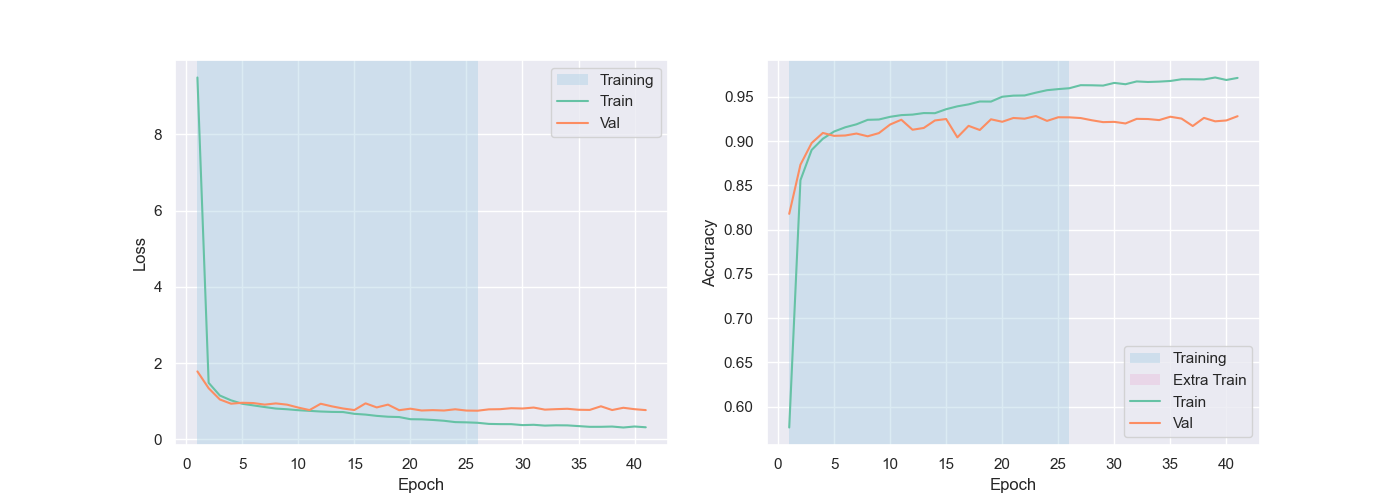 8
6
4
2
0
Loss
0 5 10 15 20 25 30 35 40
Epoch
Training
Train
Val
0.95
0.90
0.85
0.80
0.75
0.70
0.65
0.60
Accuracy
0 5 10 15 20 25 30 35 40
Epoch
Training
Extra Train
Train
Val